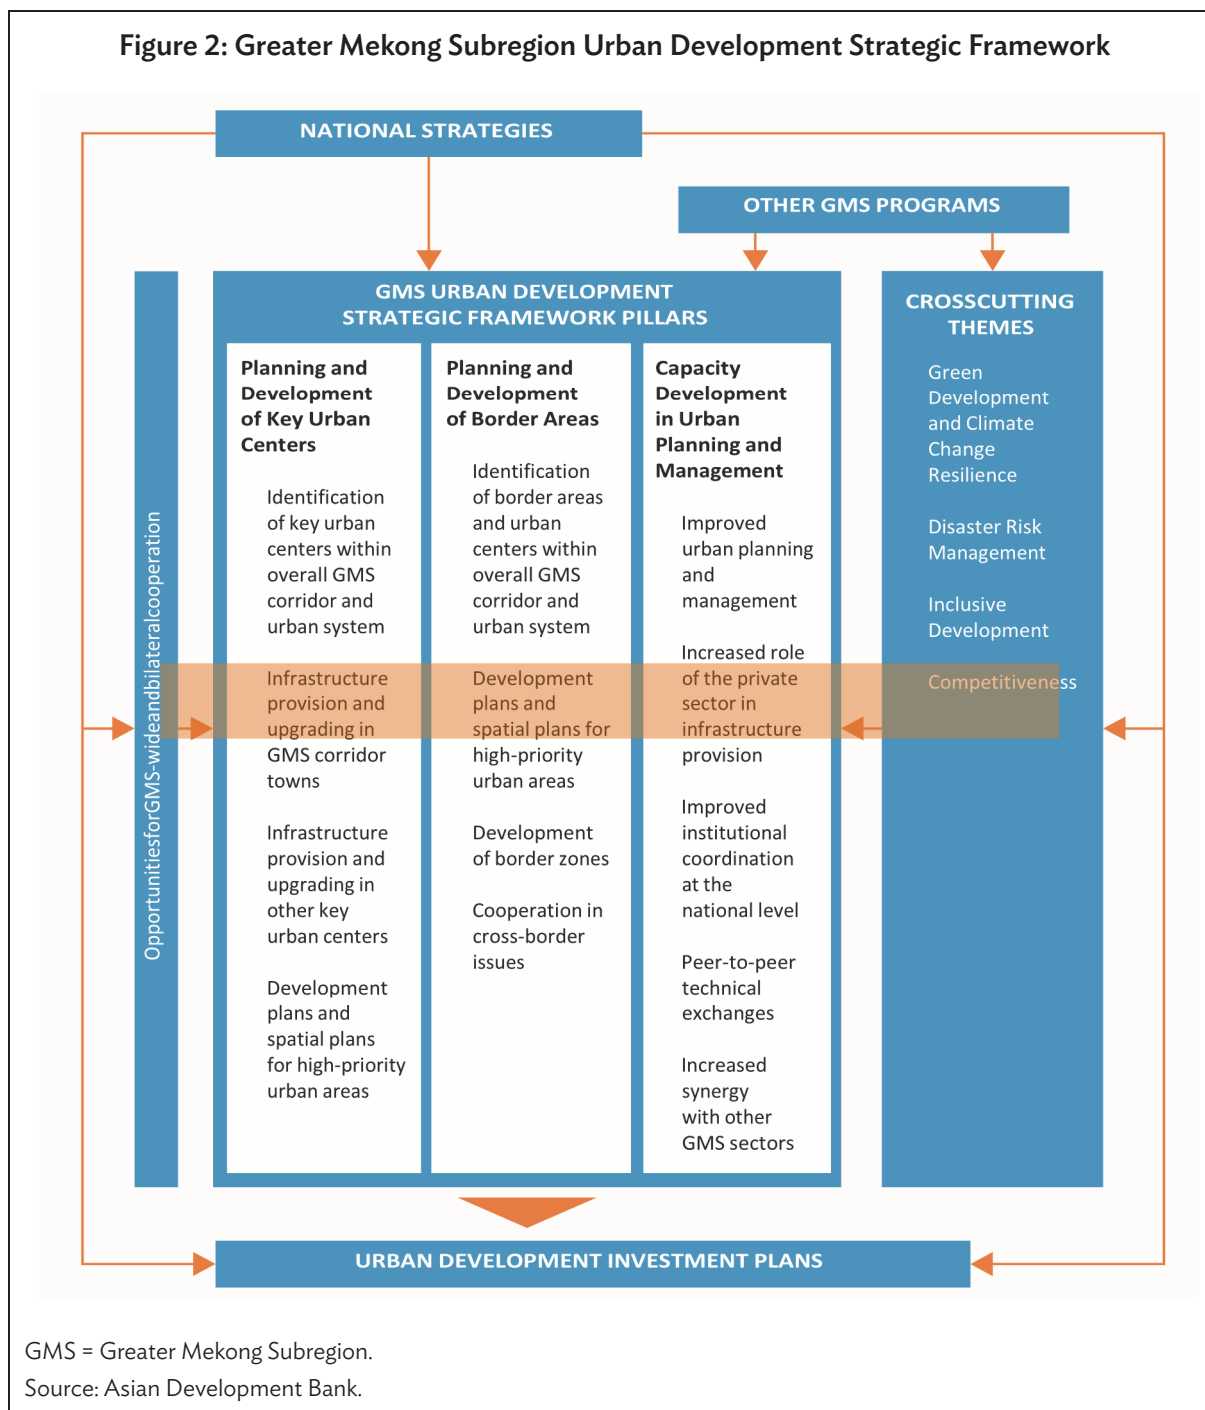 Figure 2: Greater Mekong Subregion Urban Development Strategic Framework
NATIONAL STRATEGIES
OTHER GMS PROGRAMS
OpportunitiesforGMS-wideandbilateralcooperation
GMS URBAN DEVELOPMENT
STRATEGIC FRAMEWORK PILLARS
Planning and
Development
of Key Urban
Centers
Identification
of key urban
centers within
overall GMS
corridor and
urban system
Infrastructure
provision and
upgrading in
GMS corridor
towns
Infrastructure
provision and
upgrading in
other key
urban centers
Development
plans and
spatial plans
for high-priority
urban areas
Planning and
Development
of Border Areas
Identification
of border areas
and urban
centers within
overall GMS
corridor and
urban system
Development
plans and
spatial plans for
high-priority
urban areas
Development
of border zones
Cooperation in
cross-border
issues
Capacity
Development
in Urban
Planning and
Management
Improved
urban planning
and
management
Increased role
of the private
sector in
infrastructure
provision
Improved
institutional
coordination
at the
national level
Peer-to-peer
technical
exchanges
Increased
synergy
with other
GMS sectors
CROSSCUTTING
THEMES
Green
Development
and Climate
Change
Resilience
Disaster Risk
Management
Inclusive
Development
Competitiveness
URBAN DEVELOPMENT INVESTMENT PLANS
GMS = Greater Mekong Subregion.
Source: Asian Development Bank.